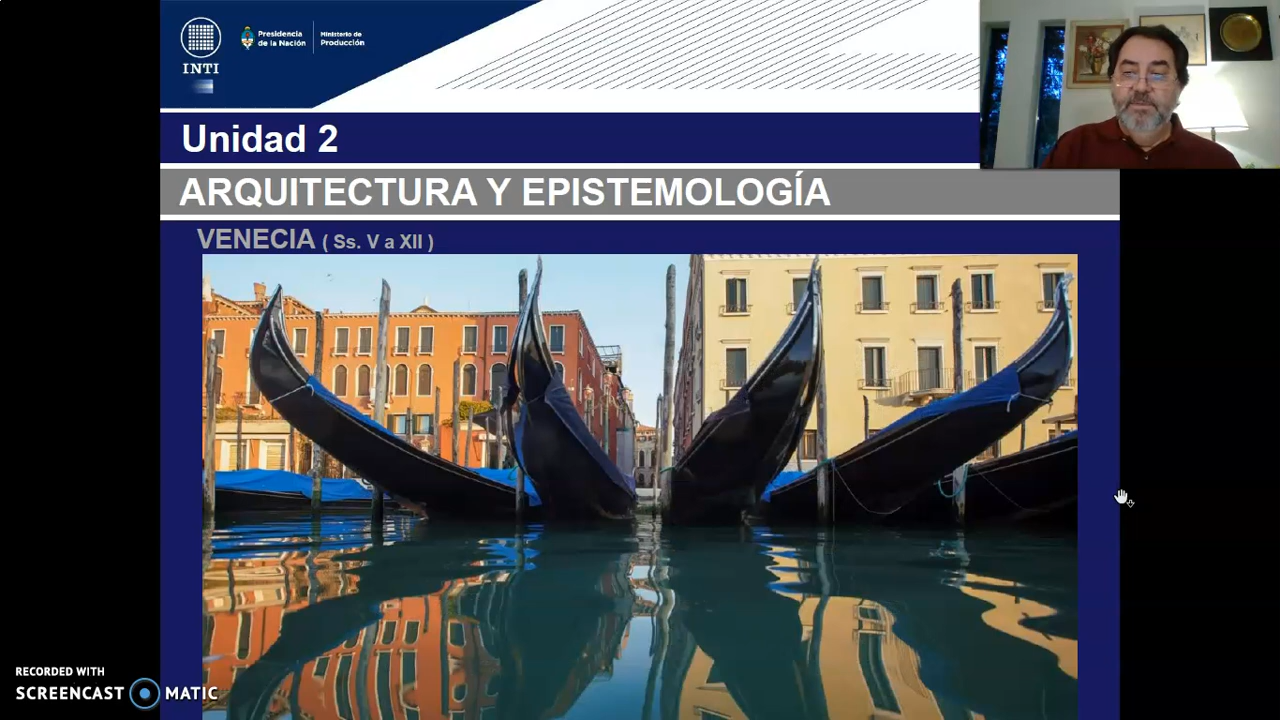 INTI
Presidencia
de la Nación
Ministerio de
Producción
Unidad 2
ARQUITECTURA Y EPISTEMOLOGÍA
VENECIA ( Ss. V a XII )
RECORDED WITH
SCREENCAST MATIC